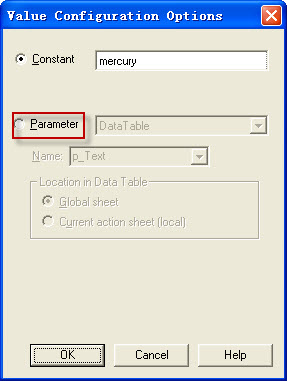 Value Configuration Options
Constant
mercury
Parameter
DataTable
Name:
p_Text
Location in Data Table
Global sheet
Current action sheet (local)
OK
Cancel
Help